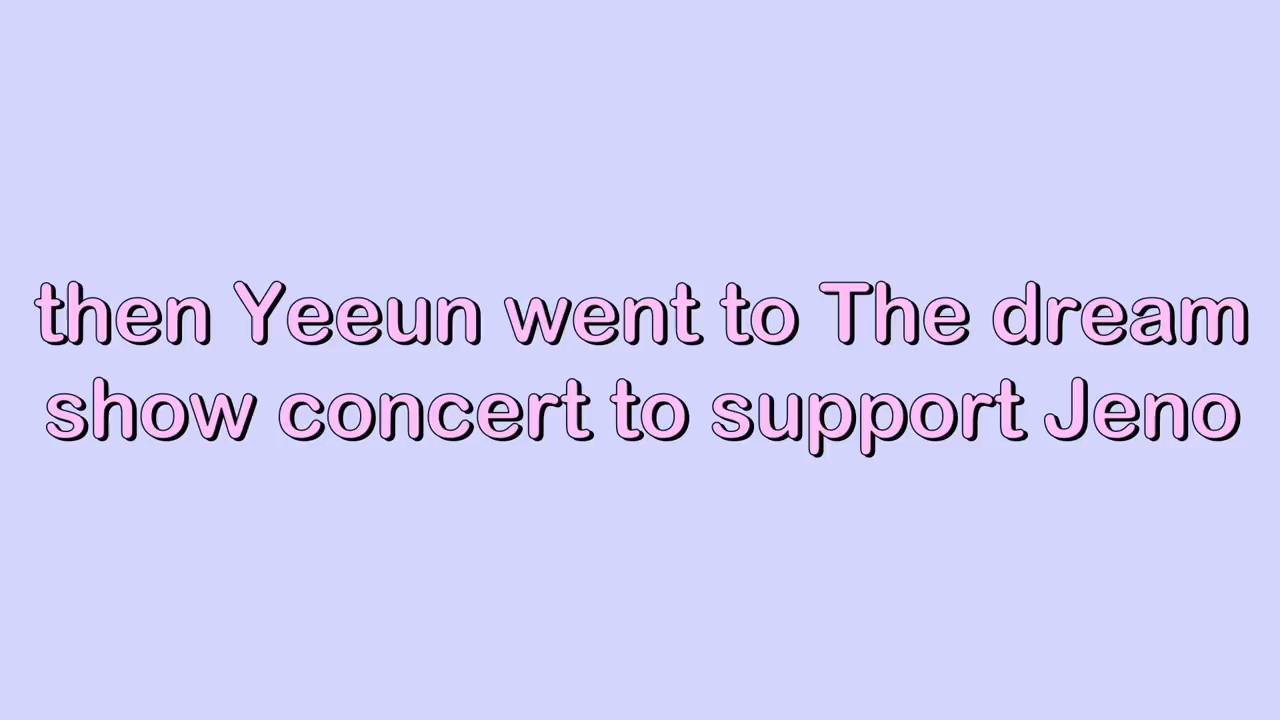 then Yeeun went to The dream
show concert to support Jeno